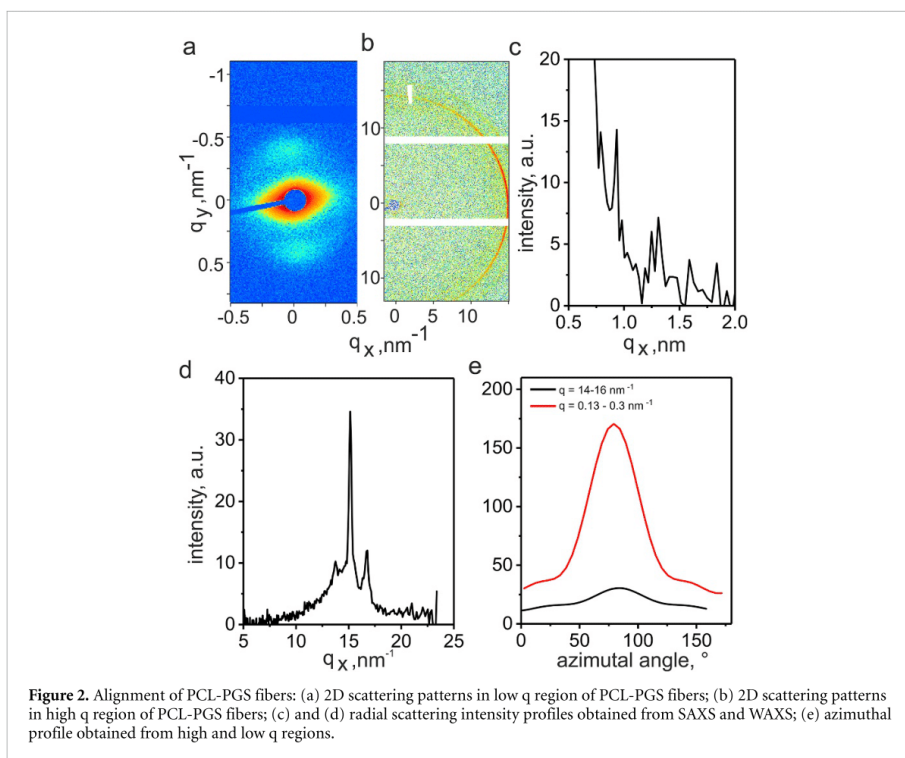 a
b
c
-1
-0.5
0
0.5
q y ,nm-1
-0.5 0 0.5
q x ,nm-1
10
0
10
0 5 10
20
15
10
5
0
intensity, a.u.
0.5 1.0 1.5 2.0
q x ,nm
d
e
40
30
20
10
0
intensity, a.u.
5 10 15 20 25
q x ,nm-1
200
150
100
50
0
q = 14-16 nm -1
q = 0.13 - 0.3 nm -1
0 50 100 150
azimutal angle, °
Figure 2. Alignment of PCL-PGS fibers: (a) 2D scattering patterns in low q region of PCL-PGS fibers; (b) 2D scattering patterns
in high q region of PCL-PGS fibers; (c) and (d) radial scattering intensity profiles obtained from SAXS and WAXS; (e) azimuthal
profile obtained from high and low q regions.